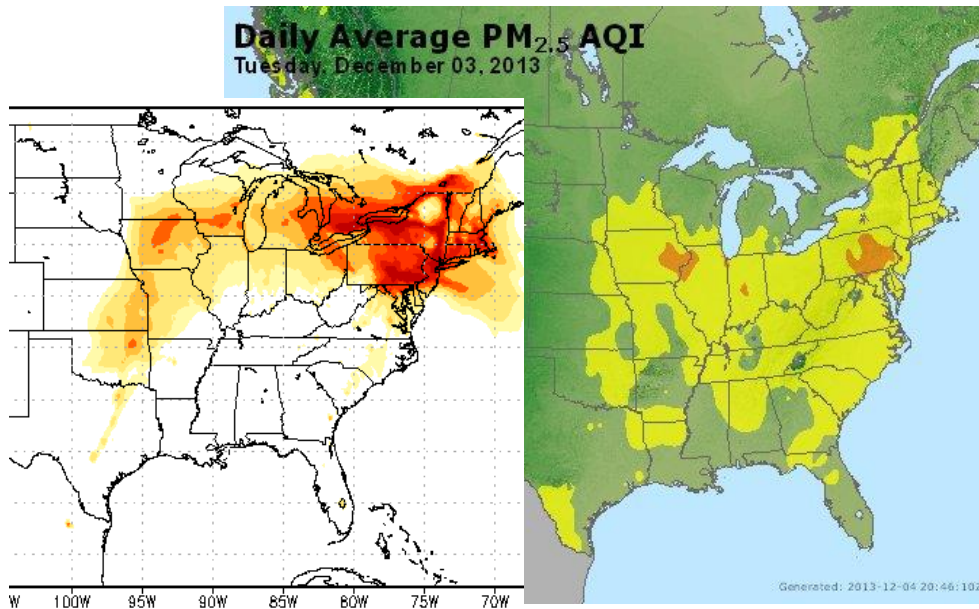 Daily Average PM2.5 AQI
Tuesday, December 03, 2013
W 100W 95W 90W 85W 80W 75W 70W
Generated: 2013-12-04 20:46:10Z